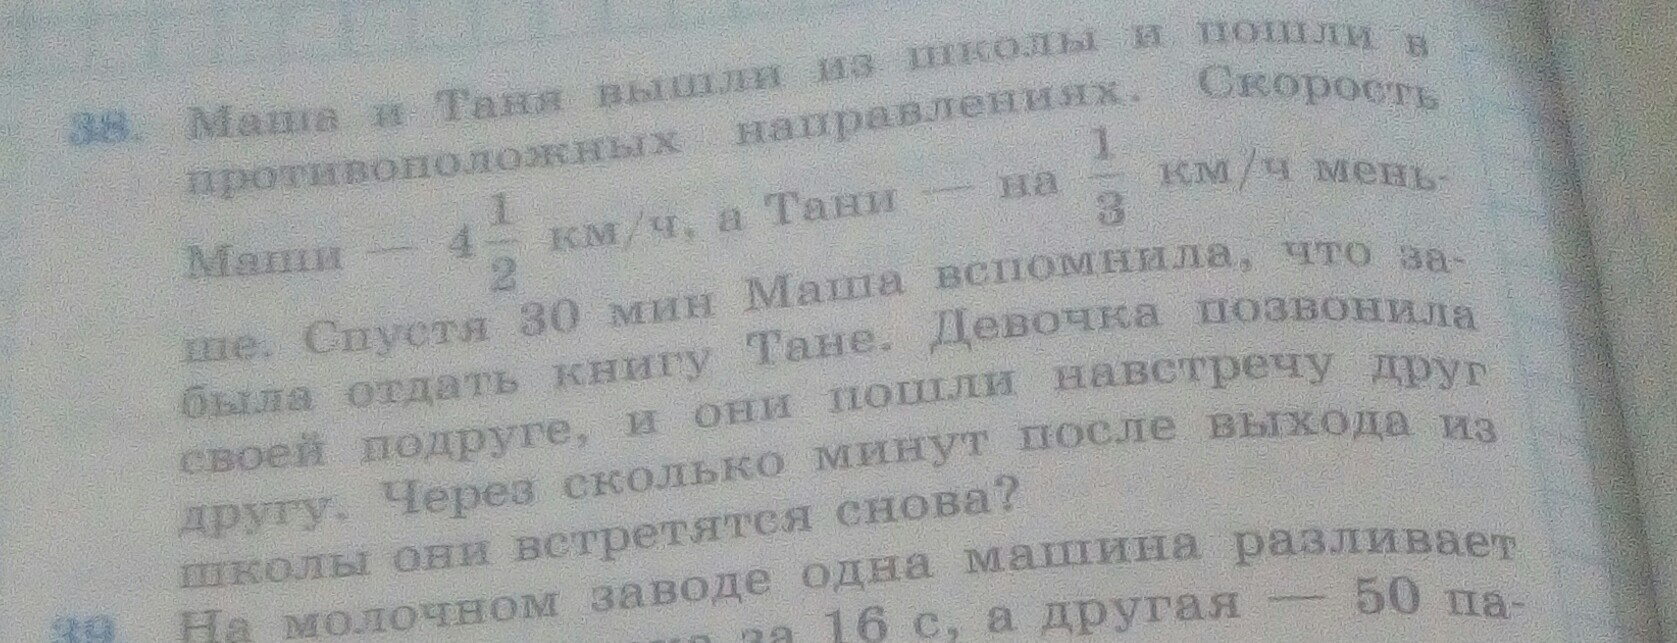 38. Маша и Таня вышли из школы и пошли в
противоположных направлениях. Скорость
Маши — 4 1/2 км/ч, а Тани — на 1/3 км/ч мень-
ше. Спустя 30 мин Маша вспомнила, что за-
была отдать книгу Тане. Девочка позвонила
своей подруге, и они пошли навстречу друг
другу. Через сколько минут после выхода из
школы они встретятся снова?
39. На молочном заводе одна машина разливает
за 16 с, а другая — 50 па-